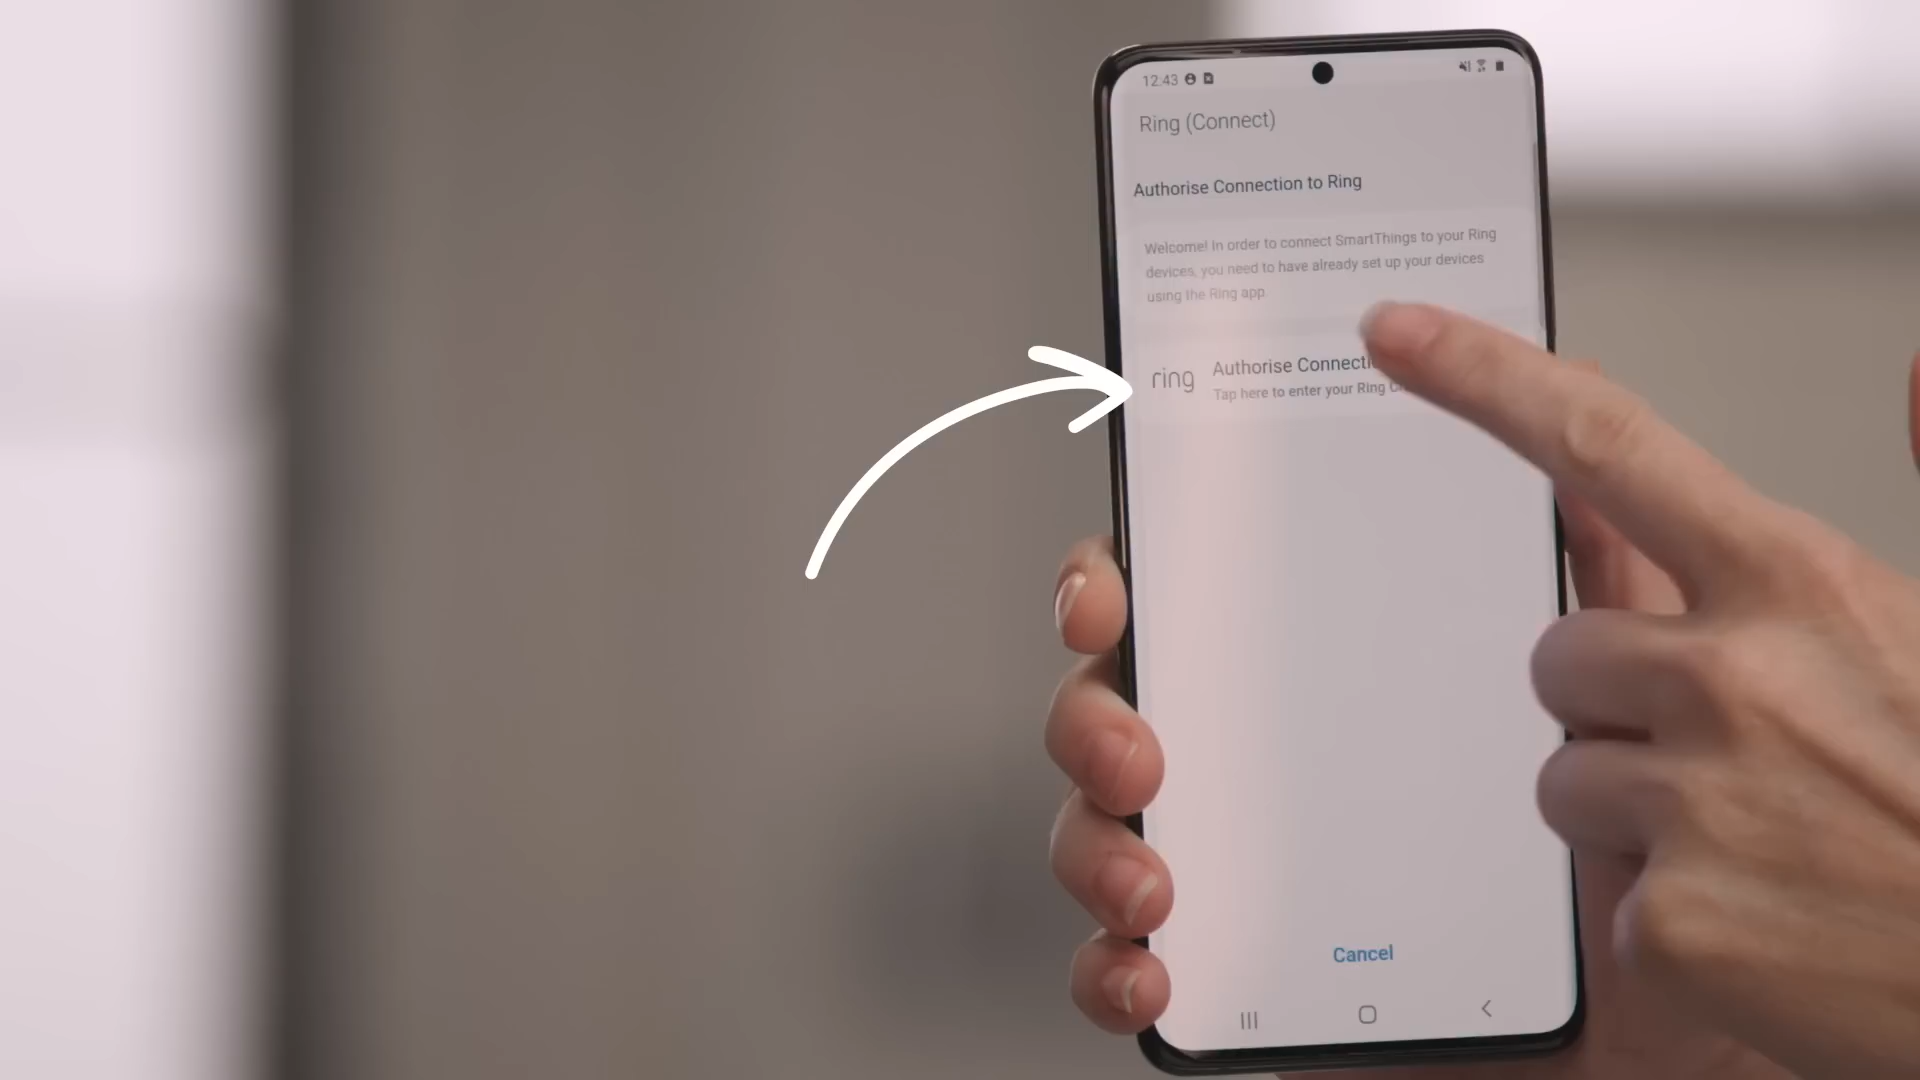 12:43
Ring (Connect)
Authorise Connection to Ring
Welcome! In order to connect SmartThings to your Ring
devices, you need to have already set up your devices
using the Ring app.
ring
Authorise
Tap here to enter your Ring
Cancel